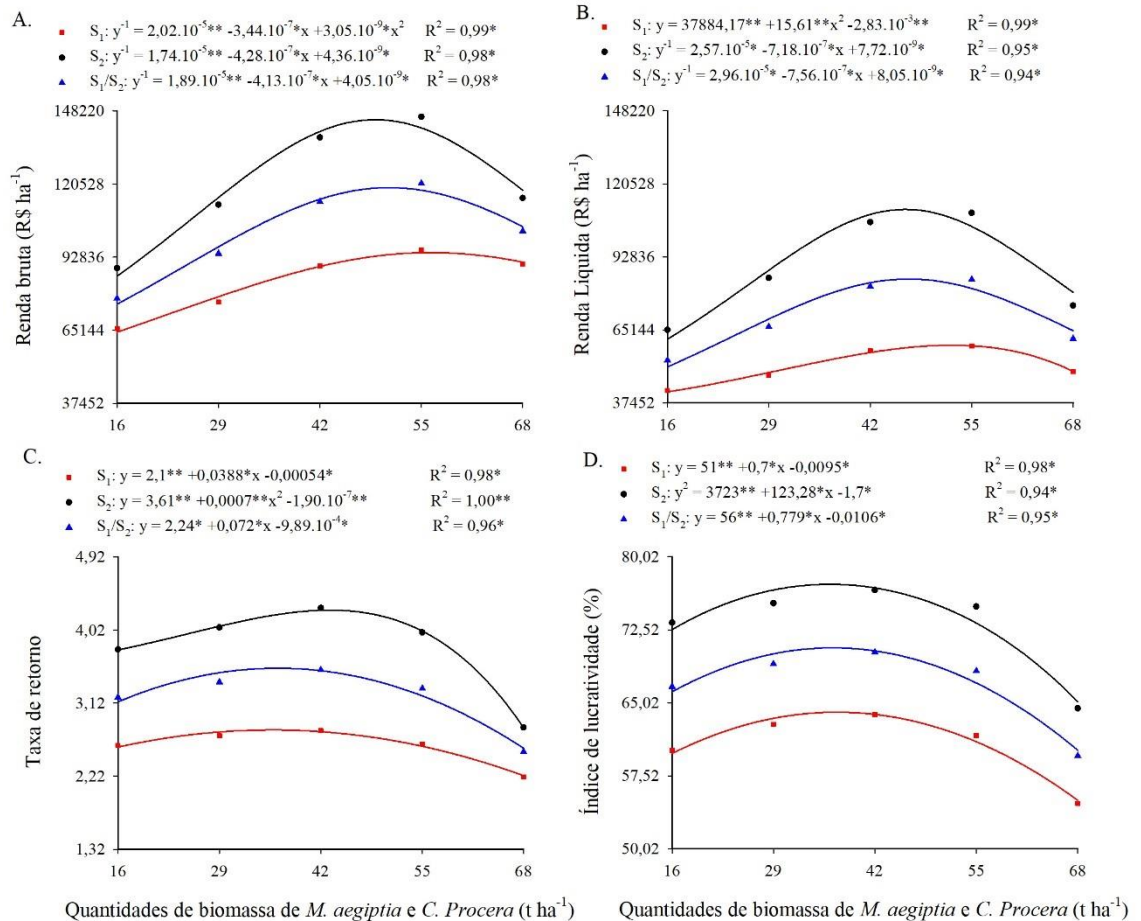 A.
S₁: y⁻¹ = 2,02.10⁻⁵** -3,44.10⁻⁷*x +3,05.10⁻⁹*x² R² = 0,99*
S₂: y⁻¹ = 1,74.10⁻⁵** -4,28.10⁻⁷*x +4,36.10⁻⁹* R² = 0,98*
S₁/S₂: y⁻¹ = 1,89.10⁻⁵** -4,13.10⁻⁷*x +4,05.10⁻⁹* R² = 0,98*
148220
120528
92836
65144
37452
Renda bruta (R$ ha⁻¹)
16 29 42 55 68
B.
S₁: y = 37884,17** +15,61**x² -2,83.10⁻³** R² = 0,99*
S₂: y⁻¹ = 2,57.10⁻⁵* -7,18.10⁻⁷*x +7,72.10⁻⁹* R² = 0,95*
S₁/S₂: y⁻¹ = 2,96.10⁻⁵* -7,56.10⁻⁷*x +8,05.10⁻⁹* R² = 0,94*
148220
120528
92836
65144
37452
Renda Liquida (R$ ha⁻¹)
16 29 42 55 68
C.
S₁: y = 2,1** +0,0388*x -0,00054* R² = 0,98*
S₂: y = 3,61** +0,0007**x² -1,90.10⁻⁷** R² = 1,00**
S₁/S₂: y = 2,24* +0,072*x -9,89.10⁻⁴* R² = 0,96*
4,92
4,02
3,12
2,22
1,32
Taxa de retorno
16 29 42 55 68
Quantidades de biomassa de M. aegiptia e C. Procera (t ha⁻¹)
D.
S₁: y = 51** +0,7*x -0,0095* R² = 0,98*
S₂: y² = 3723** +123,28*x -1,7* R² = 0,94*
S₁/S₂: y = 56** +0,779*x -0,0106* R² = 0,95*
80,02
72,52
65,02
57,52
50,02
Índice de lucratividade (%)
16 29 42 55 68
Quantidades de biomassa de M. aegiptia e C. Procera (t ha⁻¹)